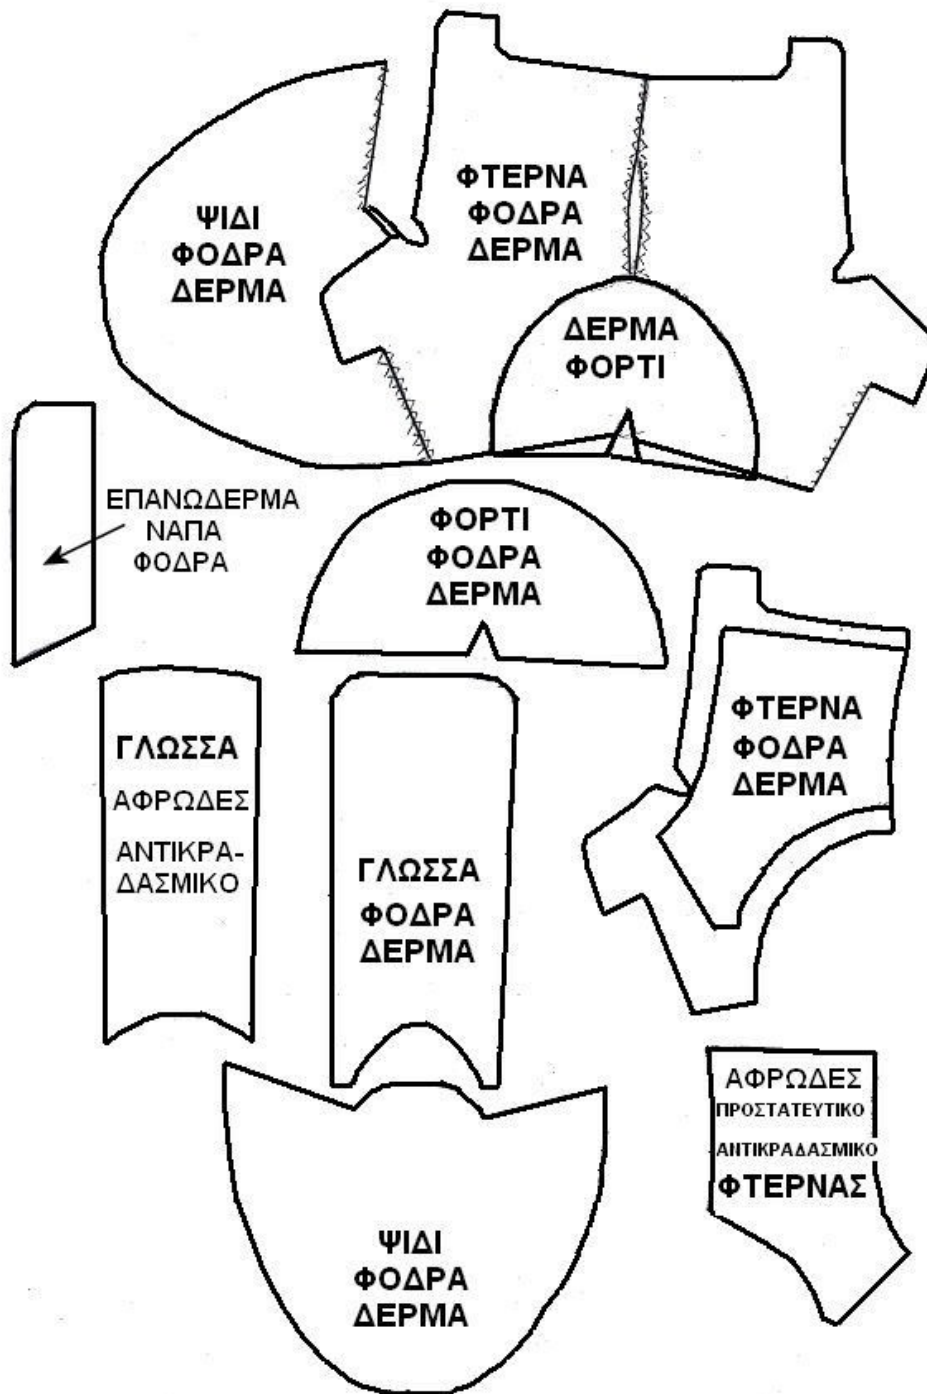 ΨΙΔΙ
ΦΟΔΡΑ
ΔΕΡΜΑ
ΦΤΕΡΝΑ
ΦΟΔΡΑ
ΔΕΡΜΑ
ΔΕΡΜΑ
ΦΟΡΤΙ
ΕΠΑΝΩΔΕΡΜΑ
ΝΑΠΑ
ΦΟΔΡΑ
ΦΟΡΤΙ
ΦΟΔΡΑ
ΔΕΡΜΑ
ΓΛΩΣΣΑ
ΑΦΡΩΔΕΣ
ΑΝΤΙΚΡΑ-
ΔΑΣΜΙΚΟ
ΓΛΩΣΣΑ
ΦΟΔΡΑ
ΔΕΡΜΑ
ΦΤΕΡΝΑ
ΦΟΔΡΑ
ΔΕΡΜΑ
ΨΙΔΙ
ΦΟΔΡΑ
ΔΕΡΜΑ
ΑΦΡΩΔΕΣ
ΠΡΟΣΤΑΤΕΥΤΙΚΟ
ΑΝΤΙΚΡΑΔΑΣΜΙΚΟ
ΦΤΕΡΝΑΣ